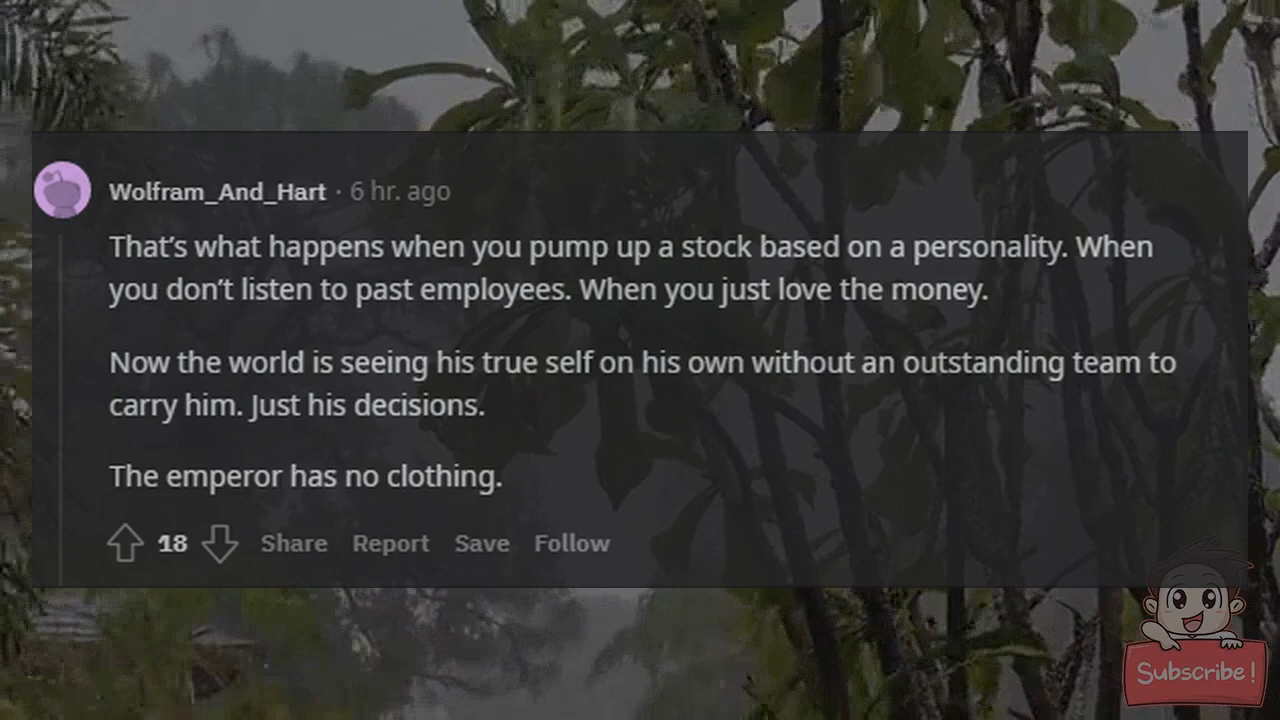 Wolfram_And_Hart · 6 hr. ago
That’s what happens when you pump up a stock based on a personality. When
you don’t listen to past employees. When you just love the money.
Now the world is seeing his true self on his own without an outstanding team to
carry him. Just his decisions.
The emperor has no clothing.
18 Share Report Save Follow
Subscribe!